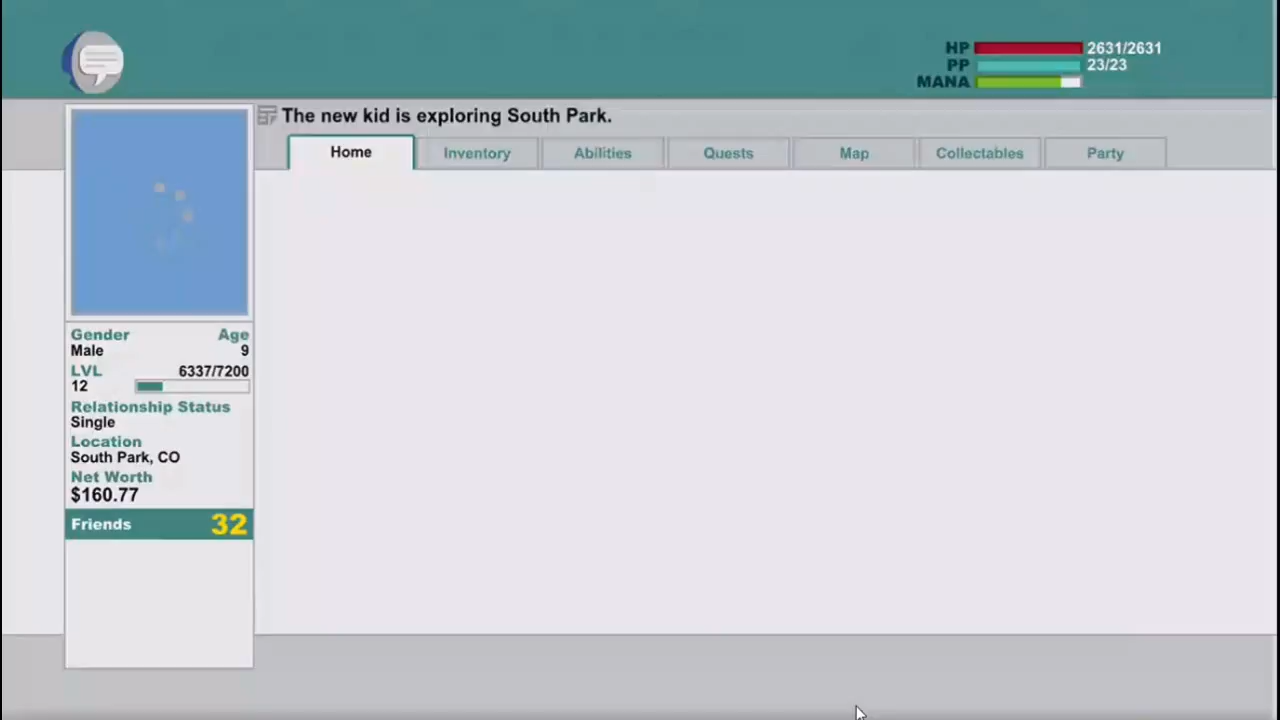 HP 2631/2631
PP 23/23
MANA
The new kid is exploring South Park.
Home Inventory Abilities Quests Map Collectables Party
Gender Age
Male 9
LVL 6337/7200
12
Relationship Status
Single
Location
South Park, CO
Net Worth
$160.77
Friends 32